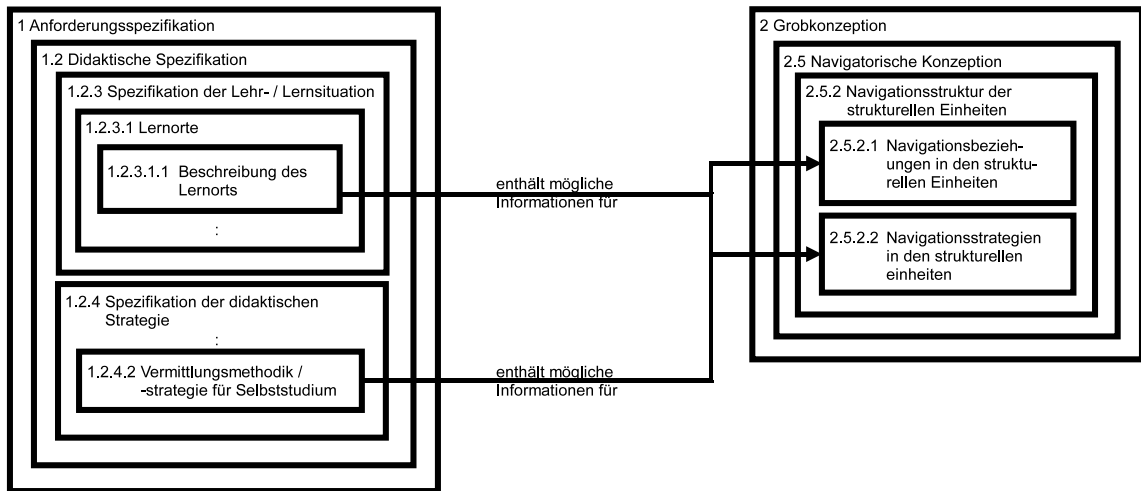 1 Anforderungsspezifikation
1.2 Didaktische Spezifikation
1.2.3 Spezifikation der Lehr- / Lernsituation
1.2.3.1 Lernorte
1.2.3.1.1 Beschreibung des
Lernorts
:
1.2.4 Spezifikation der didaktischen
Strategie
:
1.2.4.2 Vermittlungsmethodik /
-strategie für Selbststudium
enthält mögliche
Informationen für
enthält mögliche
Informationen für
2 Grobkonzeption
2.5 Navigatorische Konzeption
2.5.2 Navigationsstruktur der
strukturellen Einheiten
2.5.2.1 Navigationsbezieh-
ungen in den struktu-
rellen Einheiten
2.5.2.2 Navigationsstrategien
in den strukturellen
einheiten